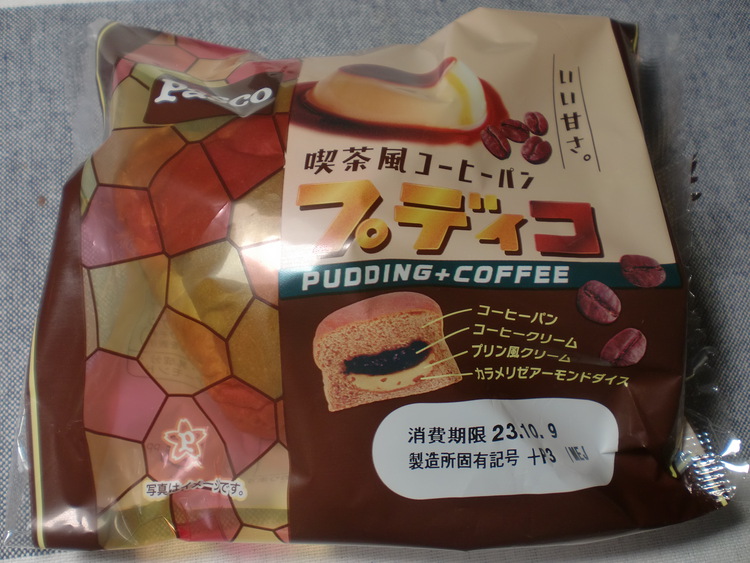 Pasco
いい甘さ。
喫茶風コーヒーパン
プディコ
PUDDING+COFFEE
コーヒーパン
コーヒークリーム
プリン風クリーム
カラメリゼアーモンドダイス
消費期限 23.10.9
製造所固有記号 +P3
P
写真はイメージです。